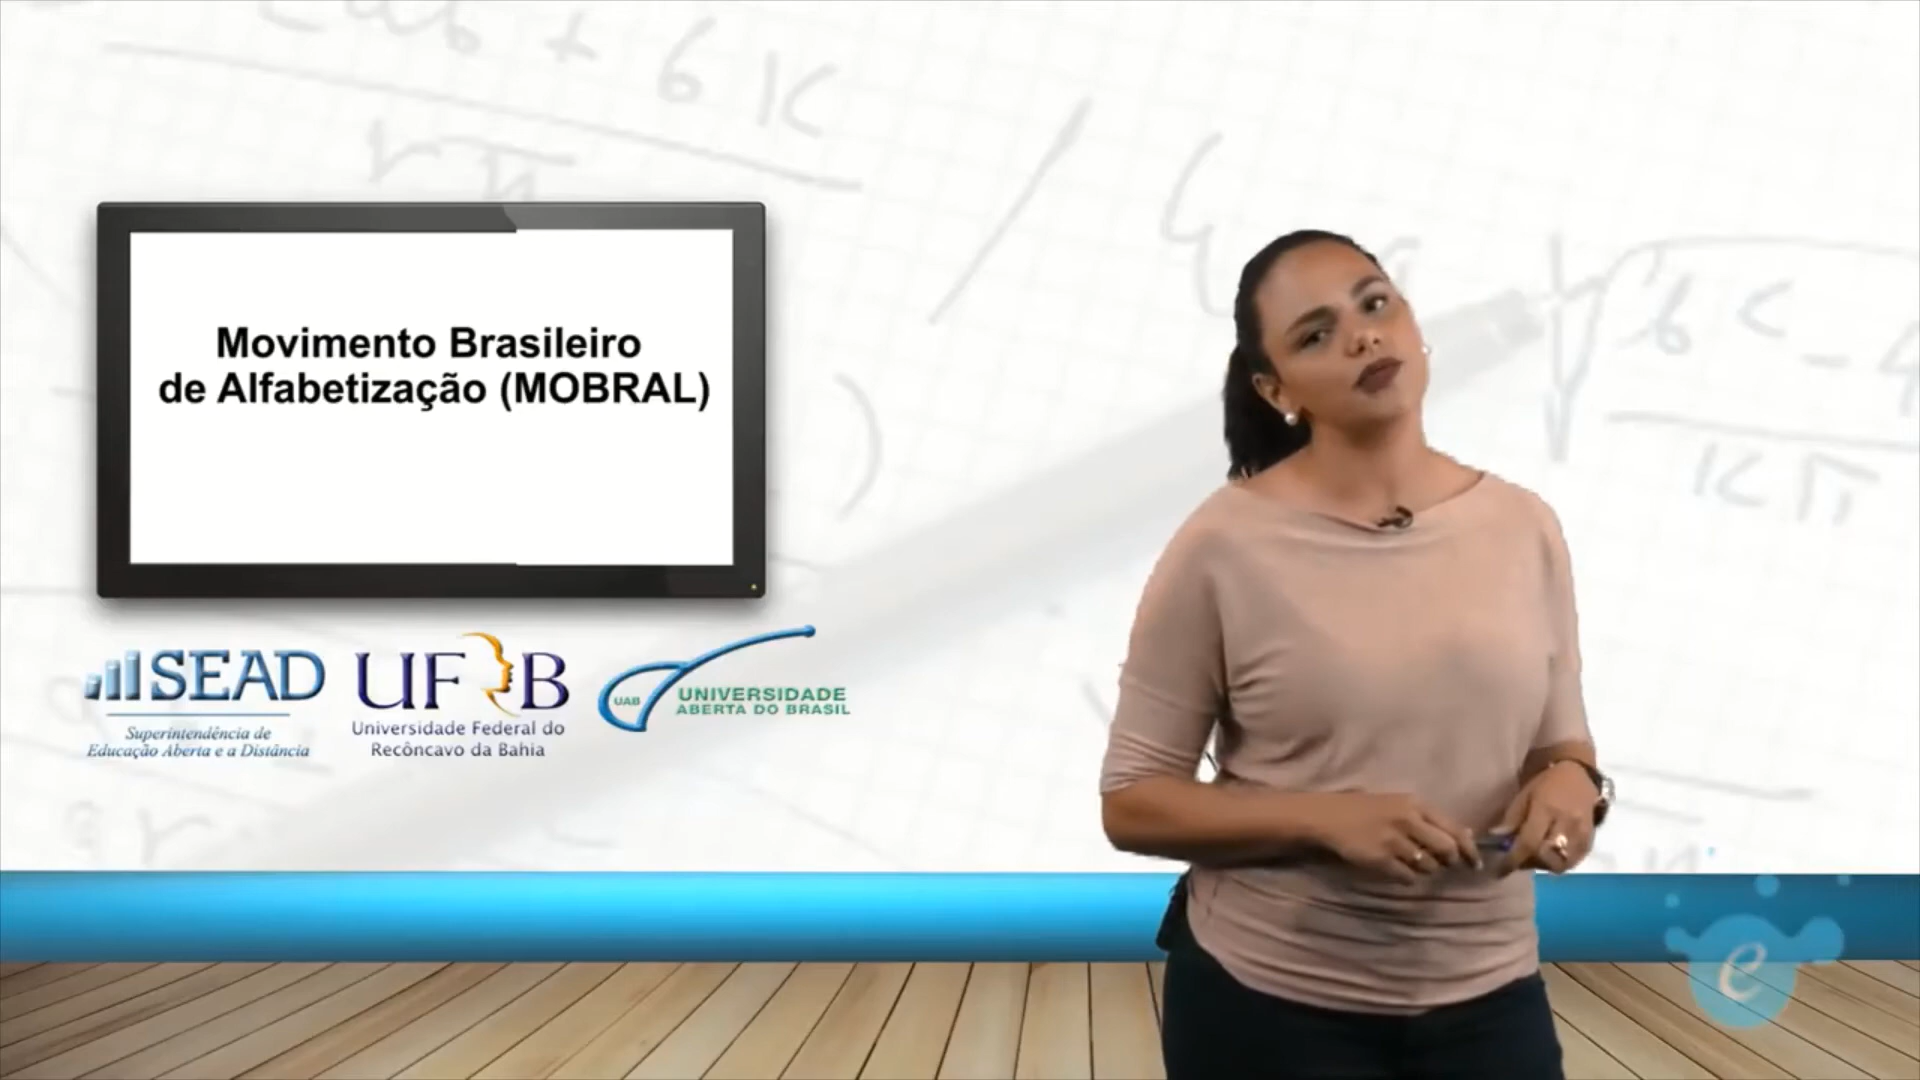 Movimento Brasileiro
de Alfabetização (MOBRAL)
SEAD
Superintendência de
Educação Aberta e a Distância
UFRB
Universidade Federal do
Recôncavo da Bahia
UAB
UNIVERSIDADE
ABERTA DO BRASIL
e